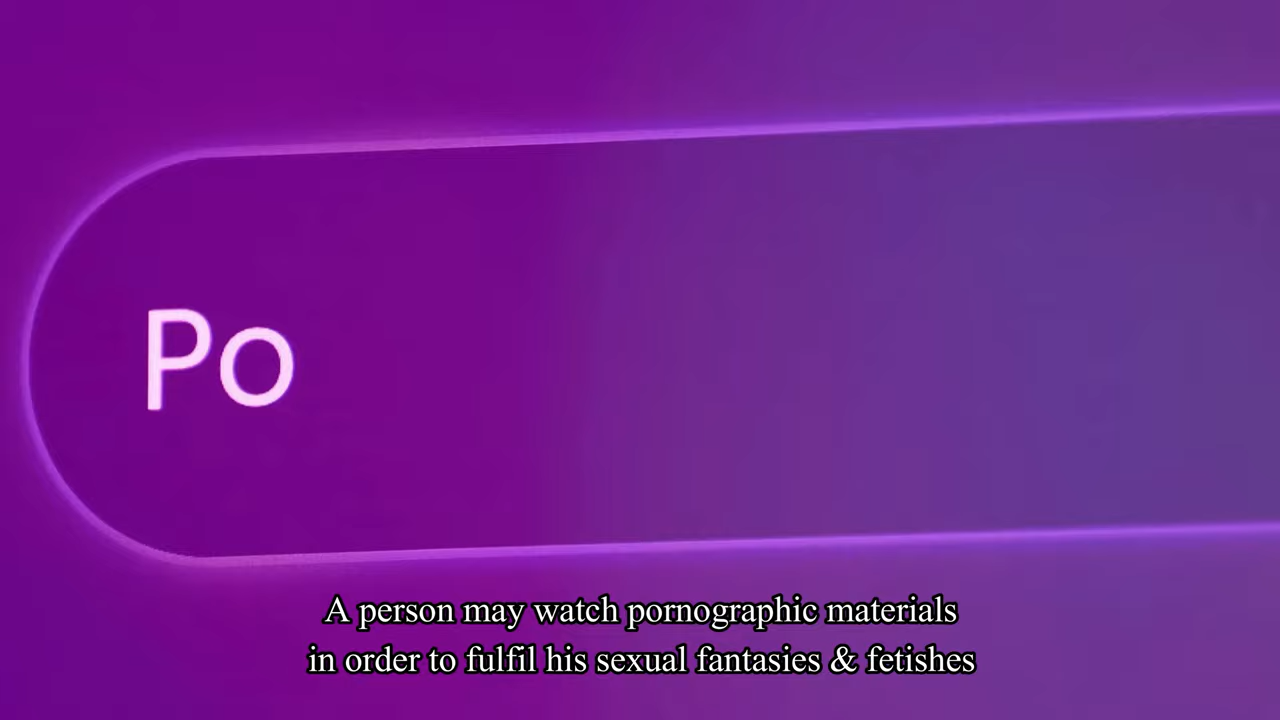 Po
A person may watch pornographic materials
in order to fulfil his sexual fantasies & fetishes